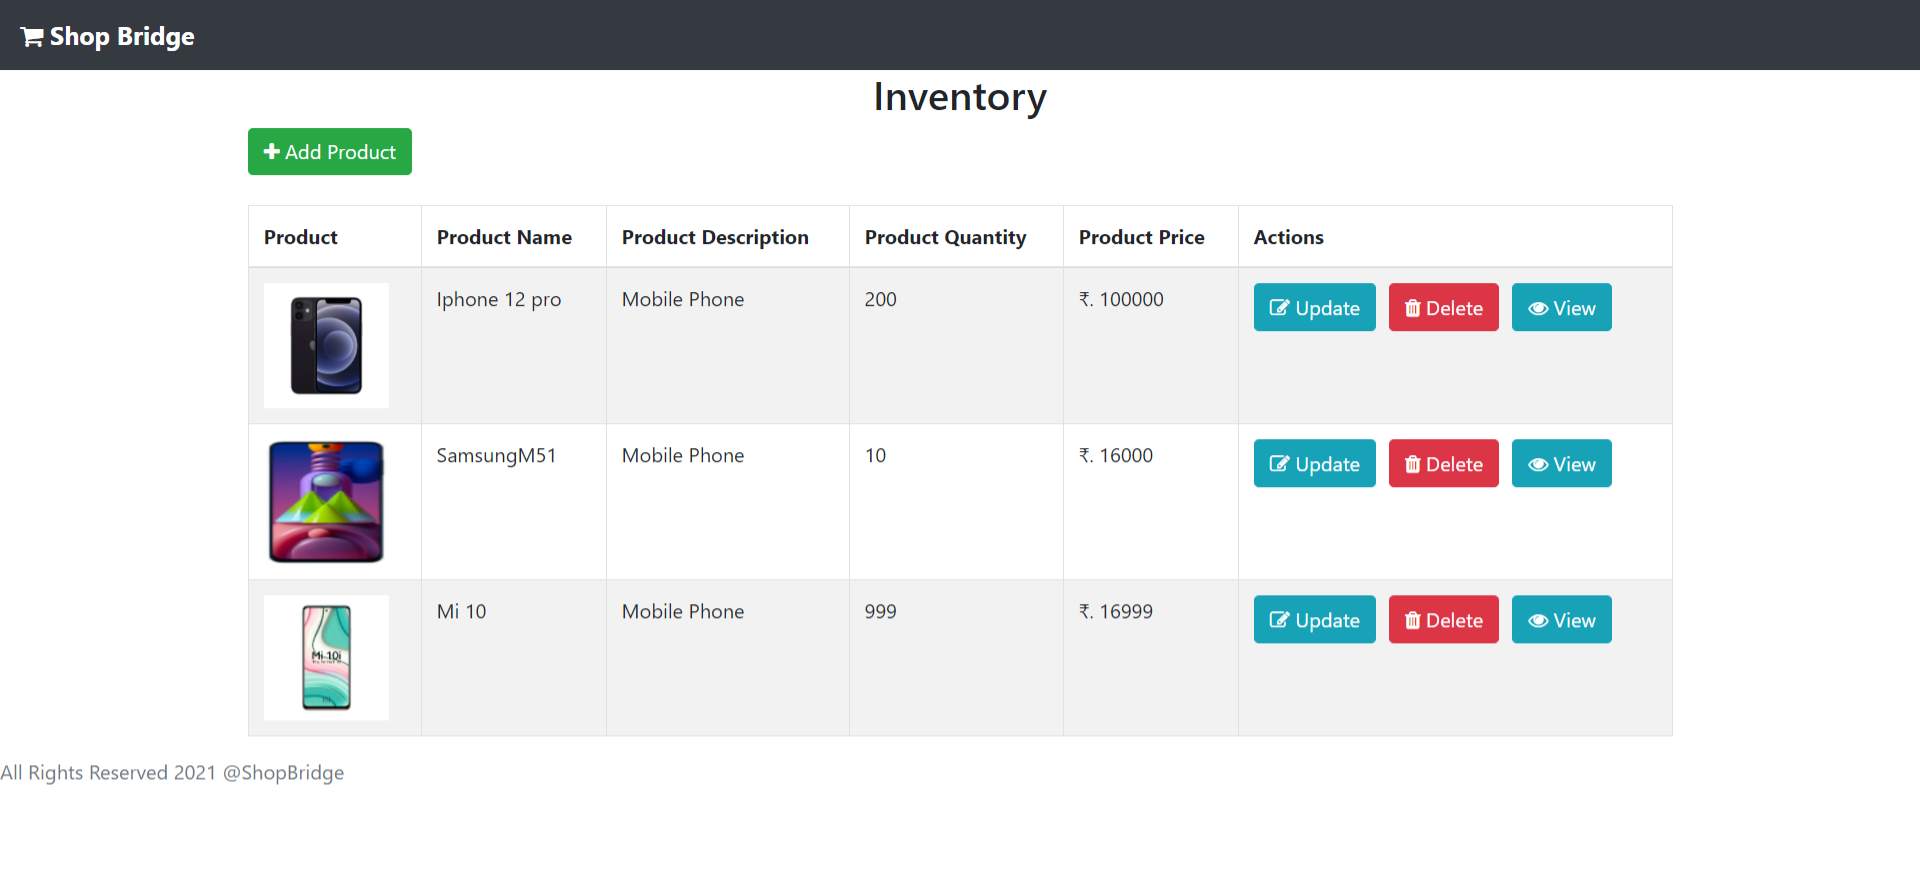 Shop Bridge
Inventory
Add Product
Product Product Name Product Description Product Quantity Product Price Actions
Iphone 12 pro Mobile Phone 200 ₹. 100000 Update Delete View
SamsungM51 Mobile Phone 10 ₹. 16000 Update Delete View
Mi 10 Mobile Phone 999 ₹. 16999 Update Delete View
Mi 10i
All Rights Reserved 2021 @ShopBridge